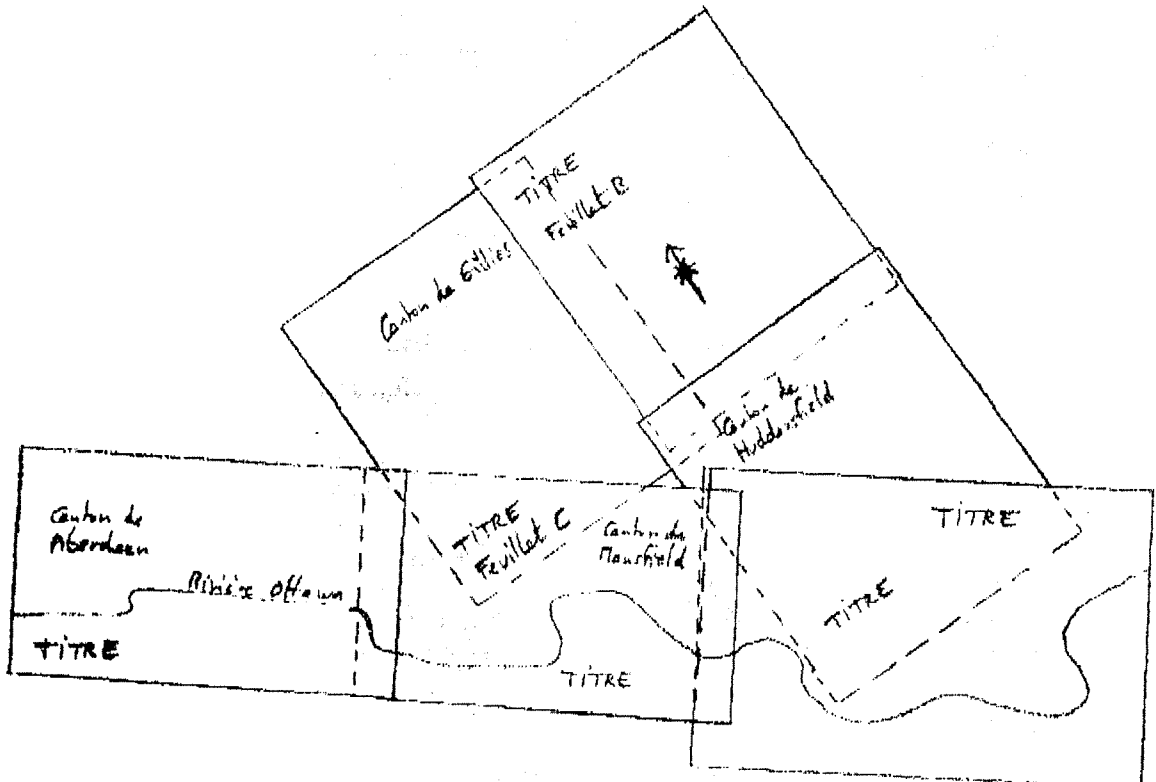 TITRE
Feuillet B
Canton de Gillies
Canton de
Huddersfield
TITRE
Feuillet C
Canton de
Aberdeen
Canton de
Mansfield
TITRE
Rivière Ottawa
TITRE
TITRE
TITRE